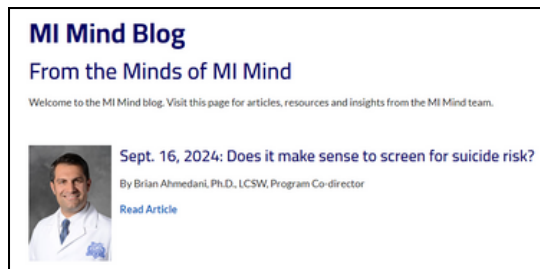 MI Mind Blog
From the Minds of MI Mind
Welcome to the MI Mind blog. Visit this page for articles, resources and insights from the MI Mind team.
Sept. 16, 2024: Does it make sense to screen for suicide risk?
By Brian Ahmedani, Ph.D., LCSW, Program Co-director
Read Article